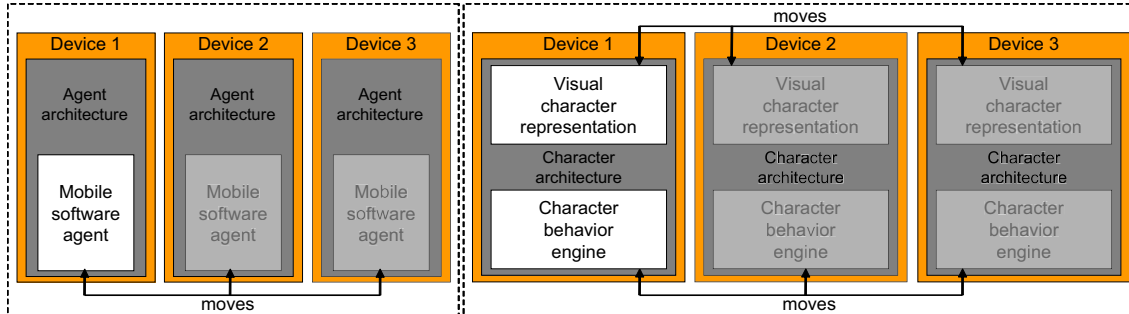 Device 1
Agent
architecture
Mobile
software
agent
Device 2
Agent
architecture
Mobile
software
agent
Device 3
Agent
architecture
Mobile
software
agent
moves
moves
Device 1
Visual
character
representation
Character
architecture
Character
behavior
engine
Device 2
Visual
character
representation
Character
architecture
Character
behavior
engine
Device 3
Visual
character
representation
Character
architecture
Character
behavior
engine
moves